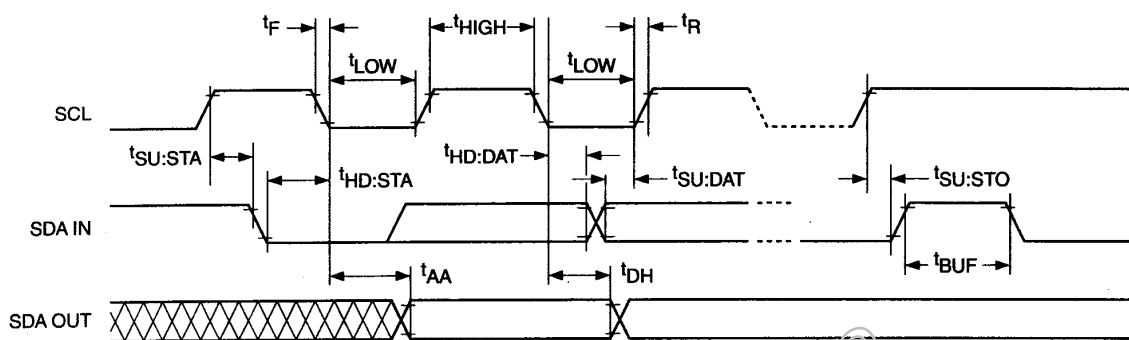 tF
tHIGH
tR
tLOW
tLOW
SCL
tSU:STA
tHD:STA
tHD:DAT
tSU:DAT
tSU:STO
SDA IN
tBUF
tAA
tDH
SDA OUT